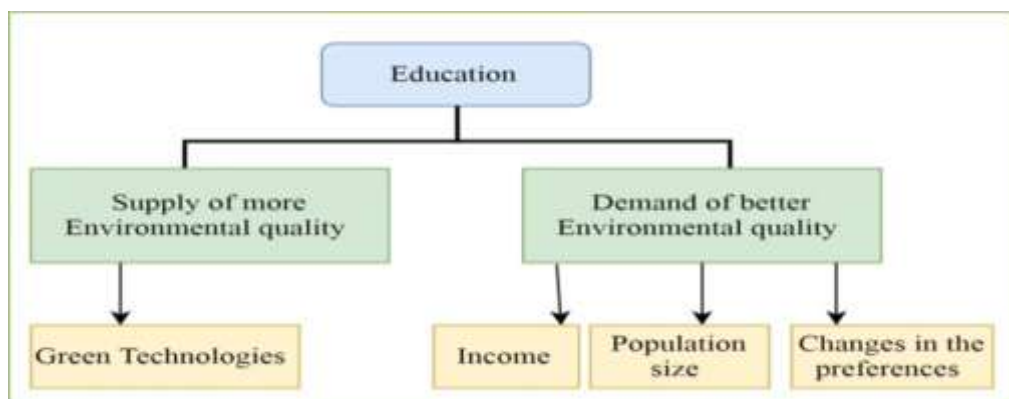 Education
Supply of more
Environmental quality
Demand of better
Environmental quality
Green Technologies
Income
Population
size
Changes in the
preferences